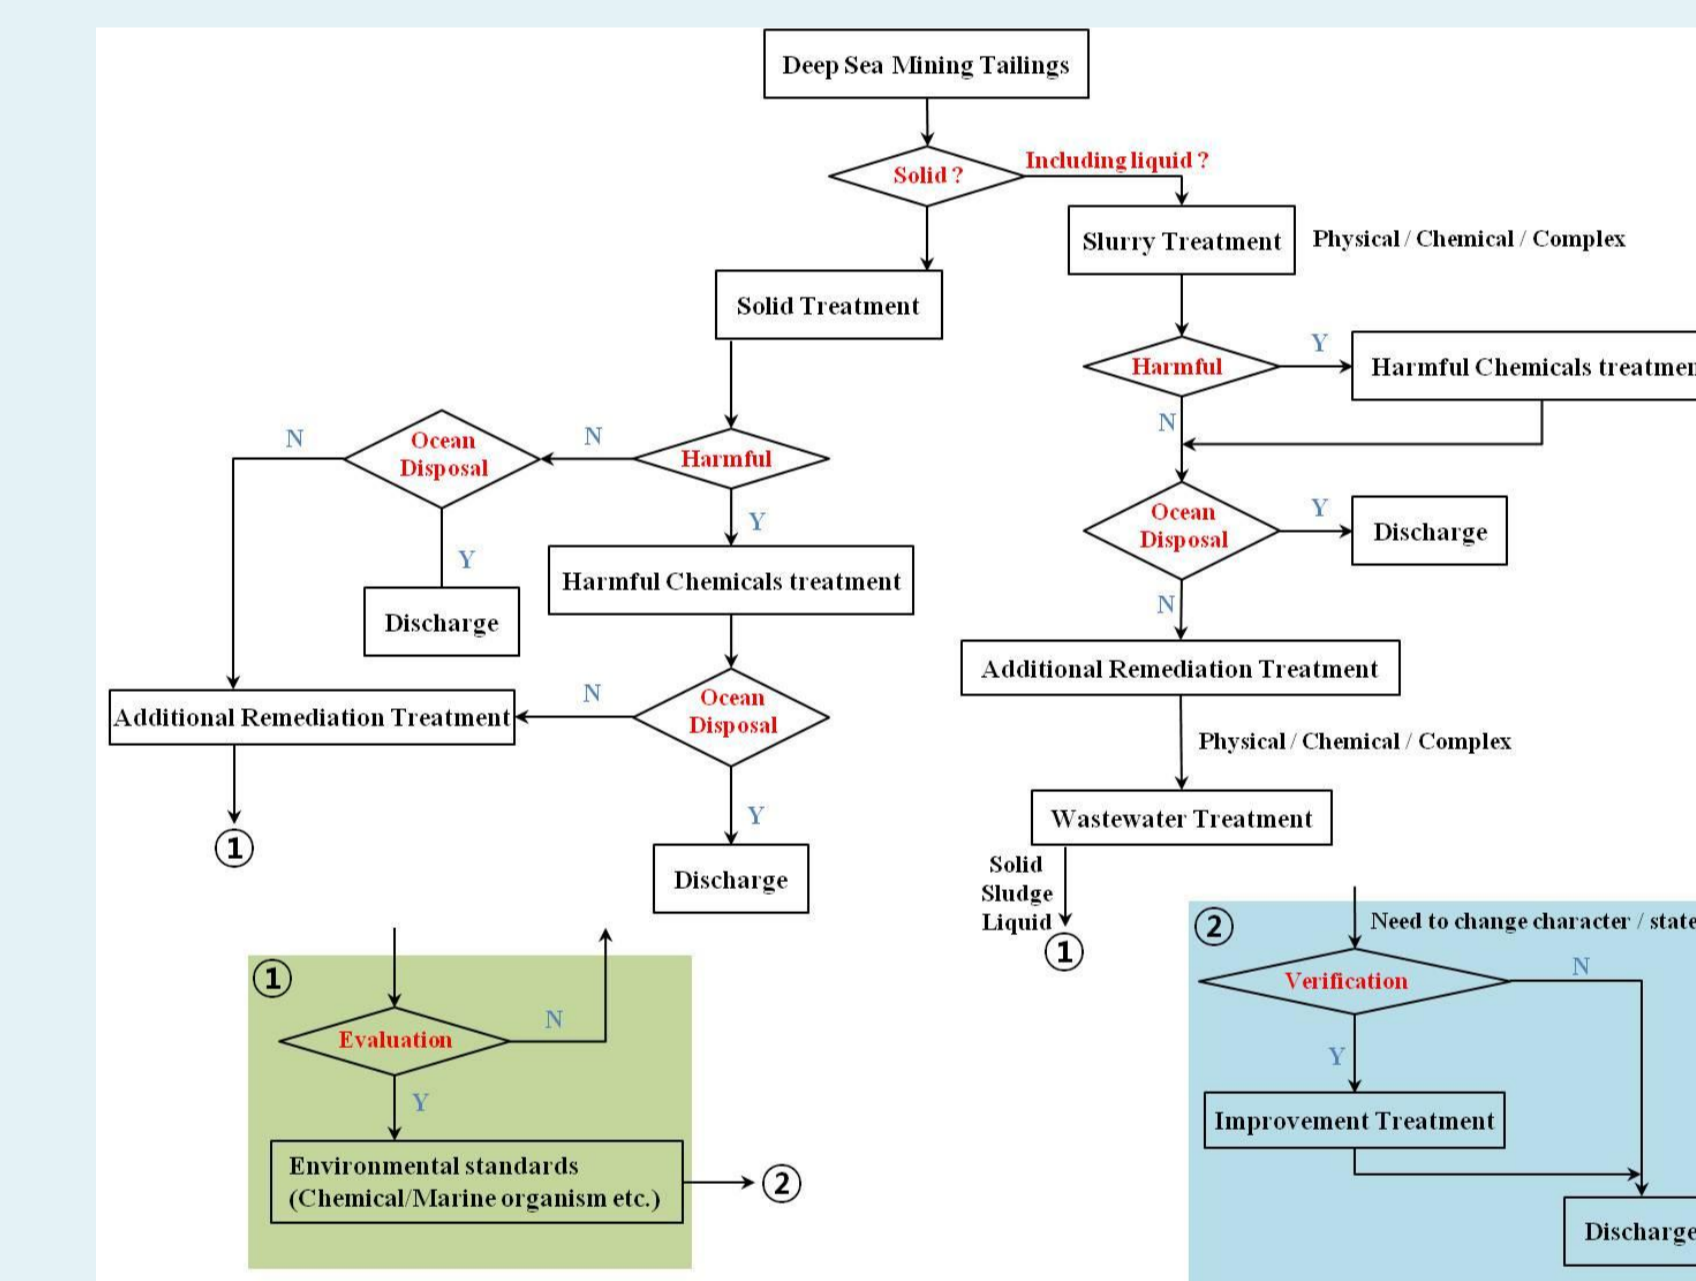 Deep Sea Mining Tailings
Solid ?
Including liquid ?
Slurry Treatment
Physical / Chemical / Complex
Solid Treatment
Harmful
Y
Harmful Chemicals treatmen
N
Ocean
Disposal
N
Harmful
N
Ocean
Disposal
Y
Discharge
Y
Y
Discharge
Harmful Chemicals treatment
N
Additional Remediation Treatment
Additional Remediation Treatment
N
Ocean
Disposal
Physical / Chemical / Complex
Y
Wastewater Treatment
①
Discharge
Solid
Sludge
Liquid
①
②
Need to change character / state
①
Verification
N
Evaluation
N
Y
Y
Improvement Treatment
Environmental standards
(Chemical/Marine organism etc.)
②
Discharge